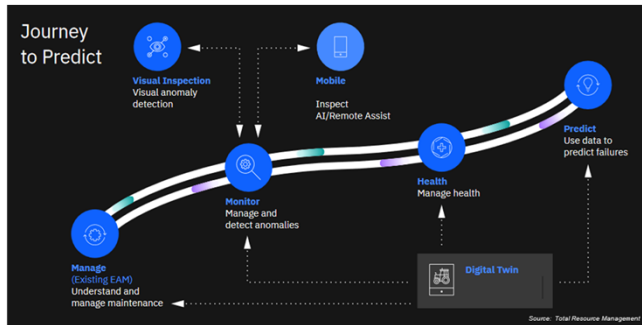 Journey
to Predict
Visual Inspection
Visual anomaly
detection
Mobile
Inspect
AI/Remote Assist
Predict
Use data to
predict failures
Health
Manage health
Monitor
Manage and
detect anomalies
Manage
(Existing EAM)
Understand and
manage maintenance
Digital Twin
Source: Total Resource Management